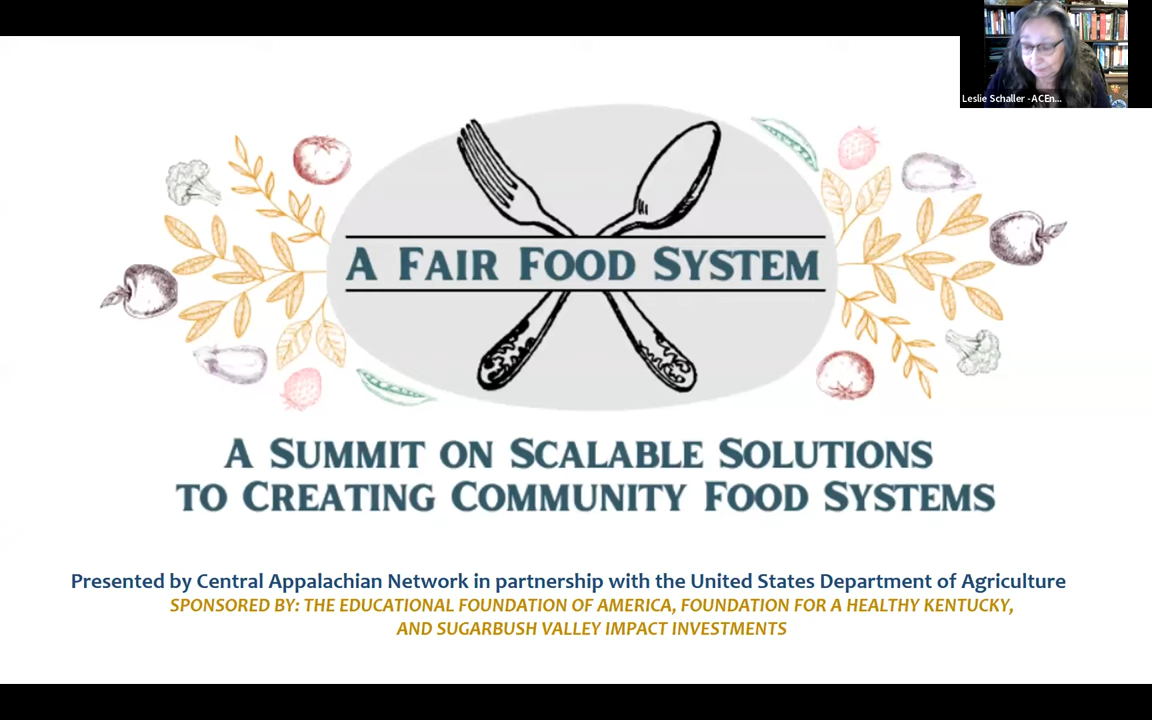 Leslie Schaller -ACEn...
A FAIR FOOD SYSTEM
A SUMMIT ON SCALABLE SOLUTIONS
TO CREATING COMMUNITY FOOD SYSTEMS
Presented by Central Appalachian Network in partnership with the United States Department of Agriculture
SPONSORED BY: THE EDUCATIONAL FOUNDATION OF AMERICA, FOUNDATION FOR A HEALTHY KENTUCKY,
AND SUGARBUSH VALLEY IMPACT INVESTMENTS